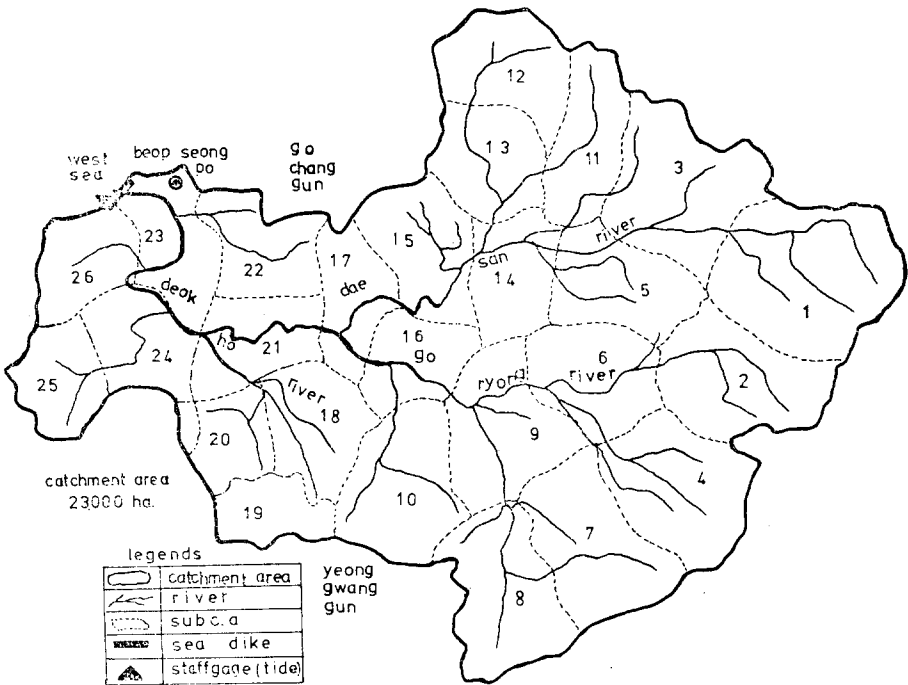 west
sea
beop seong
po
go
chang
gun
12
13
11
3
23
15
river
san
26
22
17
14
deok
dae
5
1
16
ho
21
go
6
24
ryong
river
2
25
river
18
20
9
4
catchment area
23000 ha.
19
10
7
8
legends
catchment area
river
sub c.a
sea dike
staffgage (tide)
yeong
gwang
gun